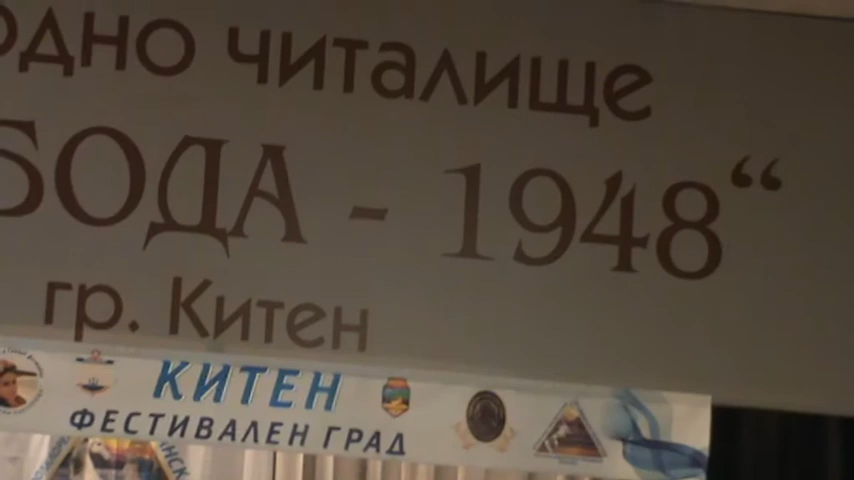 одно читалище
БОДА - 1948“
гр. Китен
КИТЕН
ФЕСТИВАЛЕН ГРАД